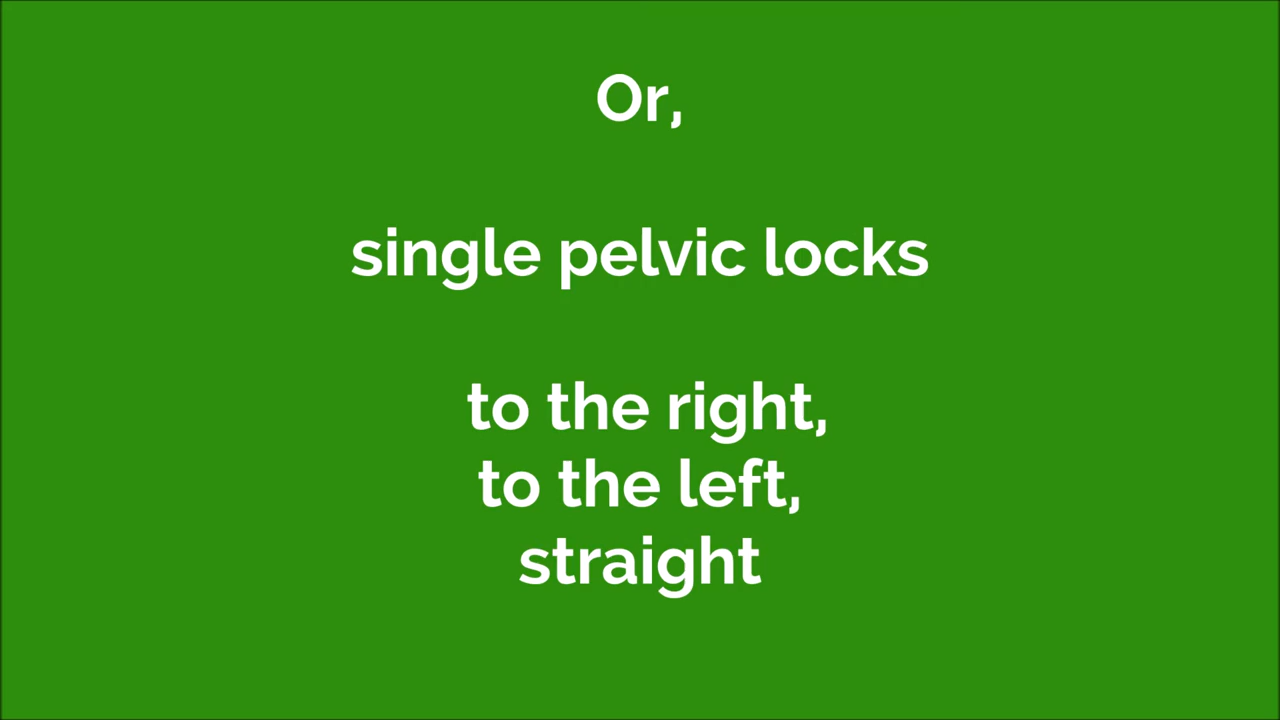 Or,
single pelvic locks
to the right,
to the left,
straight